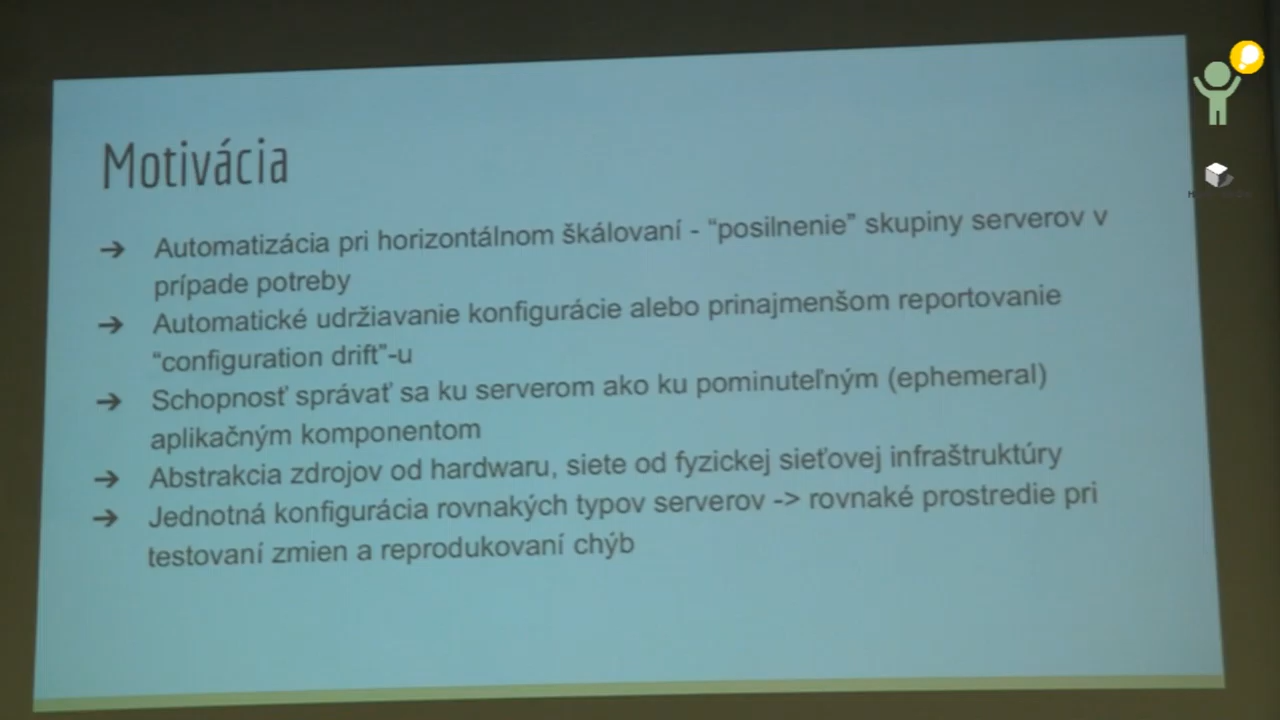 Motivácia
➔ Automatizácia pri horizontálnom škálovaní - “posilnenie” skupiny serverov v
prípade potreby
➔ Automatické udržiavanie konfigurácie alebo prinajmenšom reportovanie
“configuration drift”-u
➔ Schopnosť správať sa ku serverom ako ku pominuteľným (ephemeral)
aplikačným komponentom
➔ Abstrakcia zdrojov od hardwaru, siete od fyzickej sieťovej infraštruktúry
➔ Jednotná konfigurácia rovnakých typov serverov -> rovnaké prostredie pri
testovaní zmien a reprodukovaní chýb